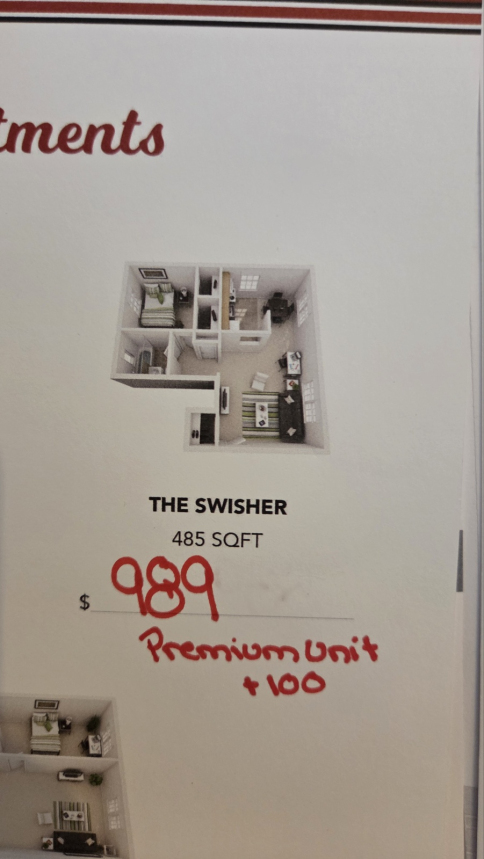 tments
THE SWISHER
485 SQFT
$ 989
Premium Unit
+100